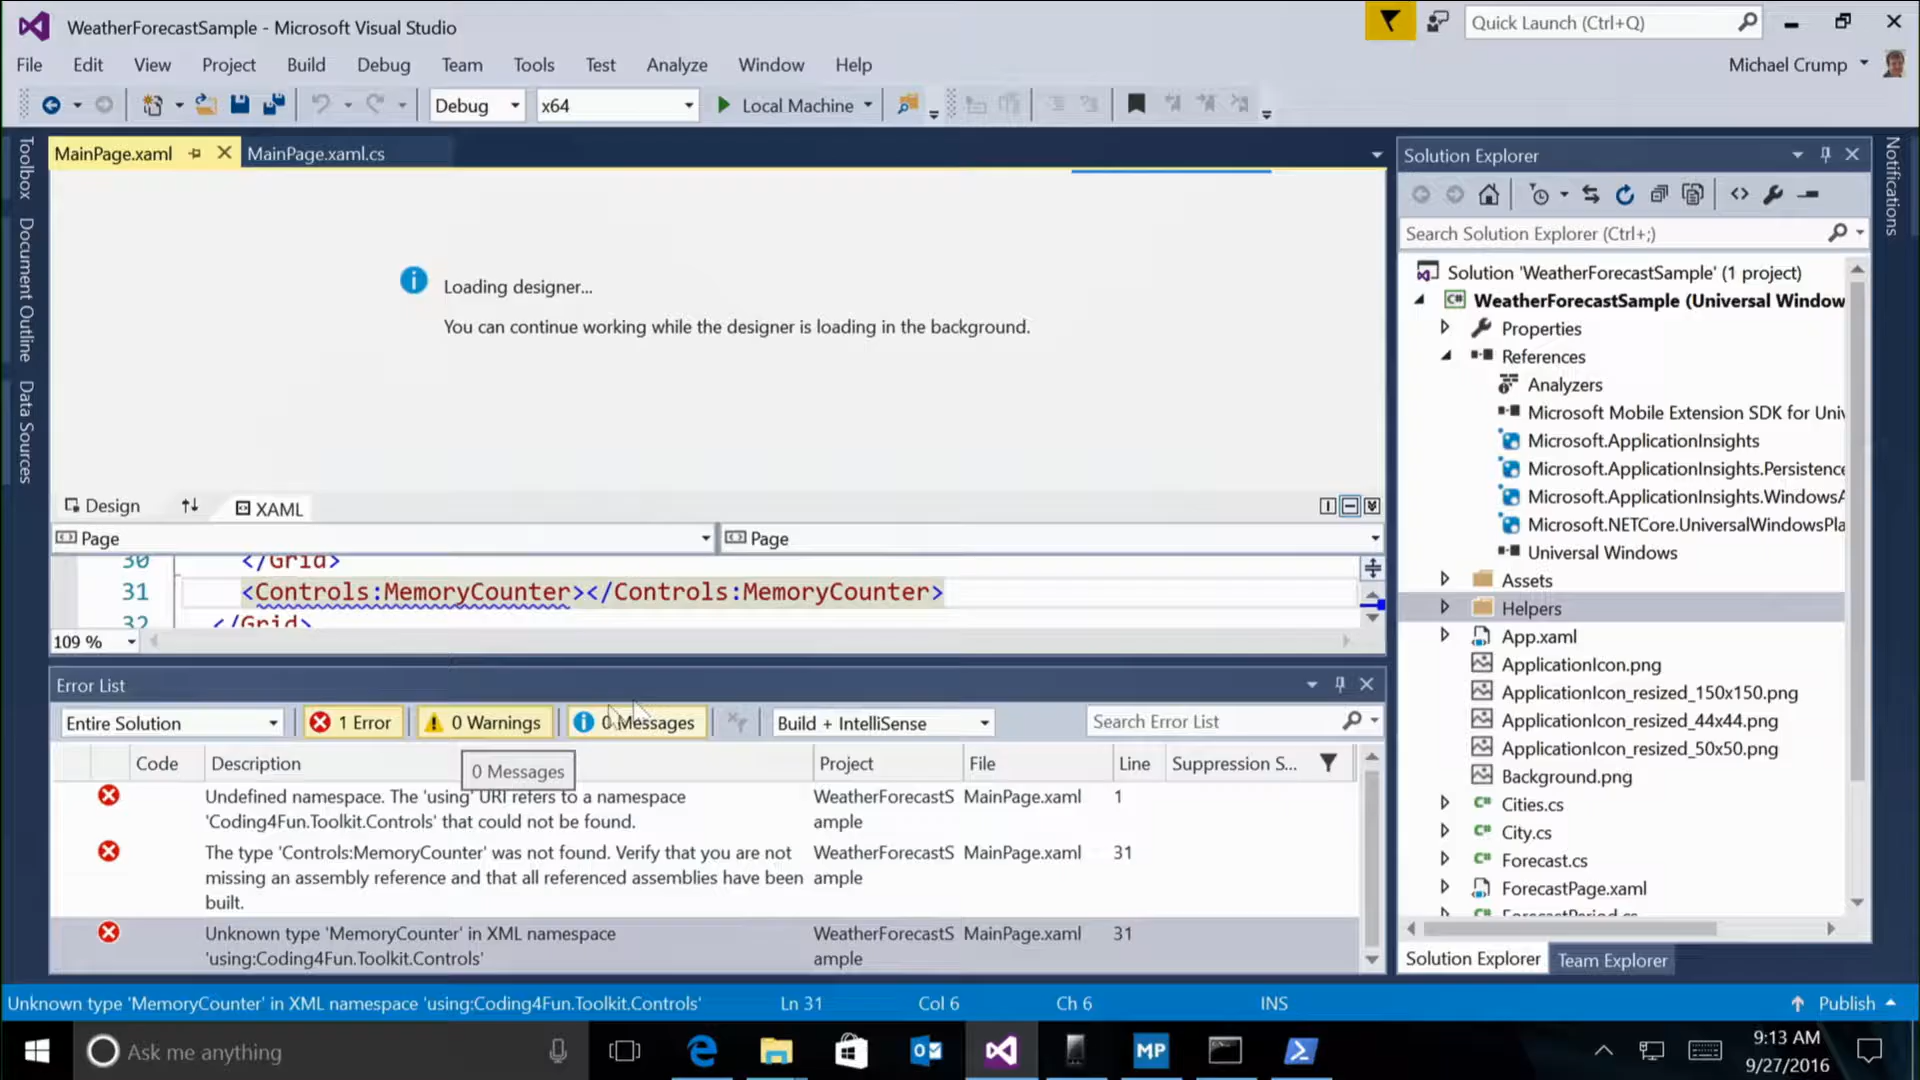 WeatherForecastSample - Microsoft Visual Studio
Quick Launch (Ctrl+Q)
File Edit View Project Build Debug Team Tools Test Analyze Window Help
Michael Crump
Debug x64 Local Machine
Toolbox
Document Outline
Data Sources
MainPage.xaml MainPage.xaml.cs
Loading designer...
You can continue working while the designer is loading in the background.
Design XAML
Page Page
30 </Grid>
31 <Controls:MemoryCounter></Controls:MemoryCounter>
32 </Grid>
109 %
Error List
Entire Solution 1 Error 0 Warnings 0 Messages Build + IntelliSense Search Error List
Code Description Project File Line Suppression S...
0 Messages
Undefined namespace. The 'using' URI refers to a namespace 'Coding4Fun.Toolkit.Controls' that could not be found. WeatherForecastSample MainPage.xaml 1
The type 'Controls:MemoryCounter' was not found. Verify that you are not missing an assembly reference and that all referenced assemblies have been built. WeatherForecastSample MainPage.xaml 31
Unknown type 'MemoryCounter' in XML namespace 'using:Coding4Fun.Toolkit.Controls' WeatherForecastSample MainPage.xaml 31
Solution Explorer
Search Solution Explorer (Ctrl+;)
Solution 'WeatherForecastSample' (1 project)
C# WeatherForecastSample (Universal Window
Properties
References
Analyzers
Microsoft Mobile Extension SDK for Univ
Microsoft.ApplicationInsights
Microsoft.ApplicationInsights.Persistence
Microsoft.ApplicationInsights.WindowsA
Microsoft.NETCore.UniversalWindowsPla
Universal Windows
Assets
Helpers
App.xaml
ApplicationIcon.png
ApplicationIcon_resized_150x150.png
ApplicationIcon_resized_44x44.png
ApplicationIcon_resized_50x50.png
Background.png
C# Cities.cs
C# City.cs
C# Forecast.cs
ForecastPage.xaml
C# ForecastPeriod.cs
Solution Explorer Team Explorer
Notifications
Unknown type 'MemoryCounter' in XML namespace 'using:Coding4Fun.Toolkit.Controls' Ln 31 Col 6 Ch 6 INS Publish
Ask me anything
MP
9:13 AM
9/27/2016